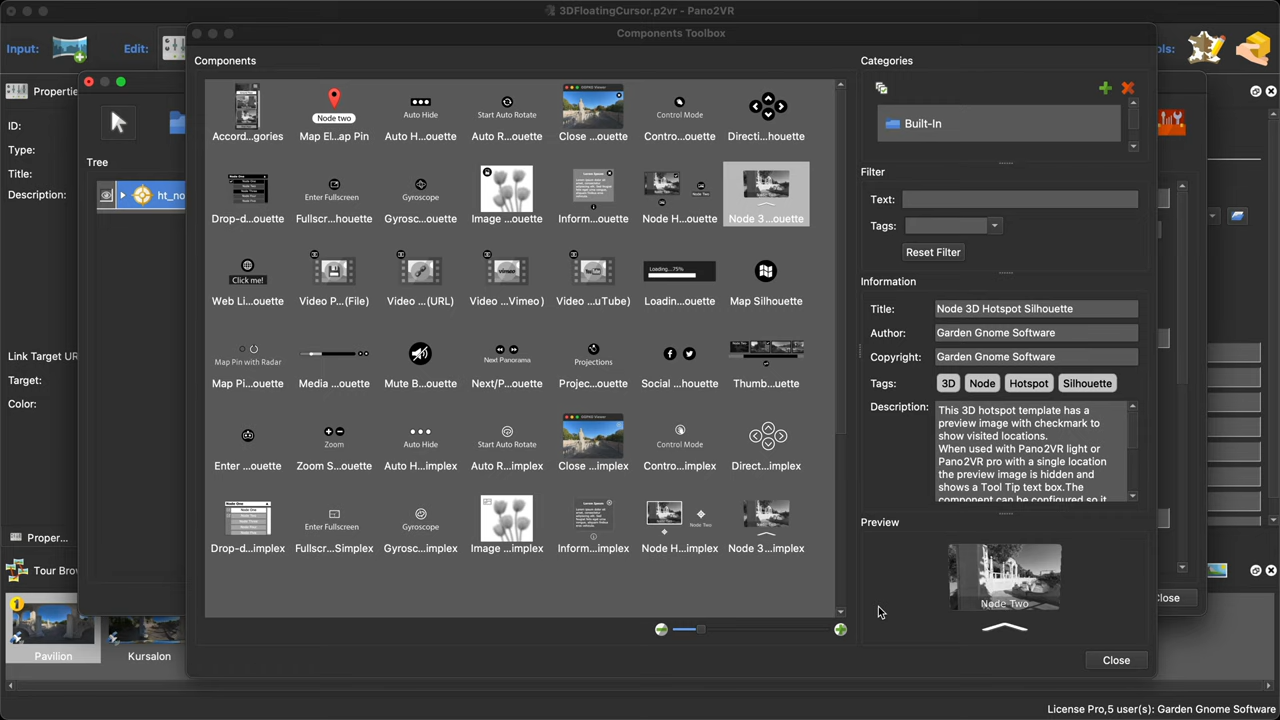 3DFloatingCursor.p2vr - Pano2VR
Input:
Edit:
Components Toolbox
Components
Categories
Properti
ID:
Type:
Title:
Description:
Tree
ht_no
Link Target UR
Target:
Color:
Proper...
Tour Bro
1
Pavilion
Kursalon
Accord...gories
Map El...ap Pin
Auto H...ouette
Auto R...ouette
Close ...ouette
Contro...ouette
Directi...houette
Node two
Auto Hide
Start Auto Rotate
Control Mode
Drop-d...ouette
Fullscr...houette
Gyrosc...ouette
Image ...ouette
Inform...ouette
Node H...ouette
Node 3...ouette
Enter Fullscreen
Gyroscope
Web Li...ouette
Video P...(File)
Video ...(URL)
Video ...Vimeo)
Video ...uTube)
Loadin...ouette
Map Silhouette
Click me!
Loading...75%
Map Pi...ouette
Media ...ouette
Mute B...ouette
Next/P...ouette
Projec...ouette
Social ...houette
Thumb...ouette
Map Pin with Radar
Next Panorama
Projections
Enter ...ouette
Zoom S...ouette
Auto H...implex
Auto R...implex
Close ...implex
Contro...implex
Direct...implex
Zoom
Auto Hide
Start Auto Rotate
Control Mode
Drop-d...implex
Fullscr...Simplex
Gyrosc...implex
Image ...implex
Inform...implex
Node H...implex
Node 3...implex
Enter Fullscreen
Gyroscope
Built-In
Filter
Text:
Tags:
Reset Filter
Information
Title: Node 3D Hotspot Silhouette
Author: Garden Gnome Software
Copyright: Garden Gnome Software
Tags: 3D Node Hotspot Silhouette
Description: This 3D hotspot template has a
preview image with checkmark to
show visited locations.
When used with Pano2VR light or
Pano2VR pro with a single location
the preview image is hidden and
shows a Tool Tip text box.The
component can be configured so it
Preview
Node Two
Close
License Pro,5 user(s): Garden Gnome Software